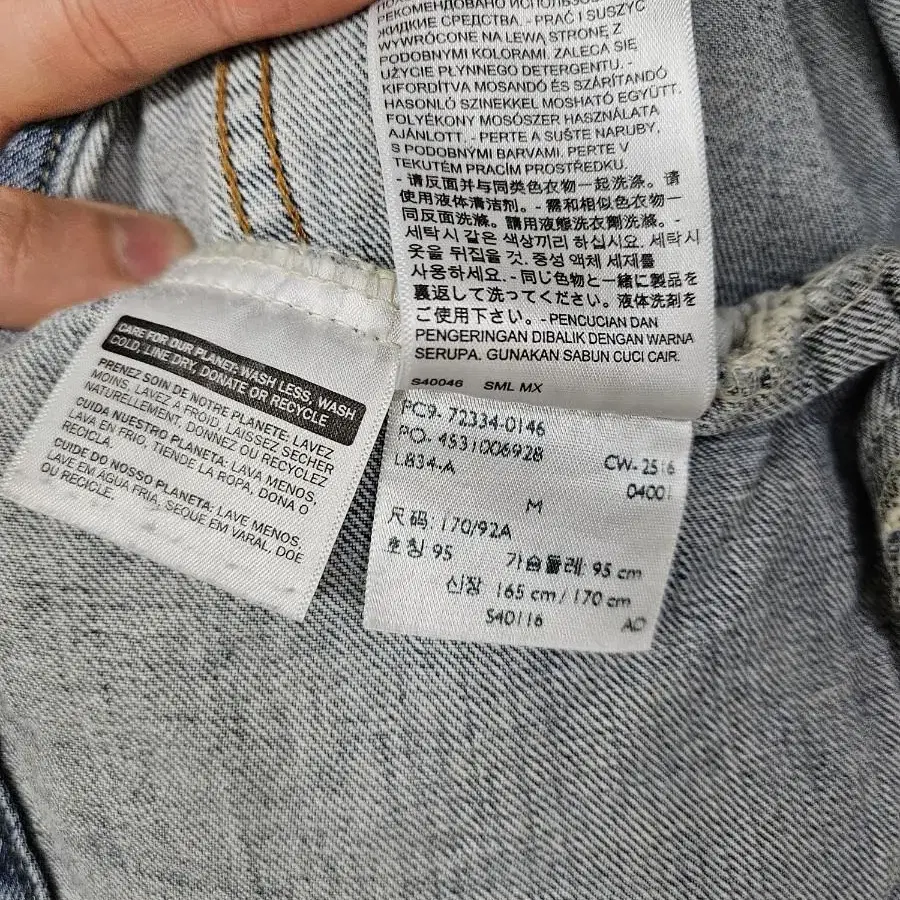 РЕКОМЕНДОВАНО ИСПОЛЬЗО
ЖИДКИЕ СРЕДСТВА. - PRAĆ I SUSZYĆ
WYWRÓCONE NA LEWĄ STRONĘ Z
PODOBNYMI KOLORAMI. ZALECA SIĘ
UŻYCIE PŁYNNEGO DETERGENTU. -
KIFORDÍTVA MOSANDÓ ÉS SZÁRÍTANDÓ
HASONLÓ SZINEKKEL MOSHATÓ EGYÜTT.
FOLYÉKONY MOSÓSZER HASZNÁLATA
AJÁNLOTT. - PERTE A SUŠTE NARUBY,
S PODOBNÝMI BARVAMI. PERTE V
TEKUTÉM PRACÍM PROSTŘEDKU.
- 请反面并与同类色衣物一起洗涤。请
使用液体清洁剂。- 需和相似色衣物一
同反面洗滌。請用液態洗衣劑洗滌。-
세탁시 같은 색상끼리 하십시요. 세탁시
옷을 뒤집을 것. 중성 액체 세제를
사용하세요. - 同じ色物と一緒に製品を
裏返して洗ってください。液体洗剤を
ご使用下さい。- PENCUCIAN DAN
PENGERINGAN DIBALIK DENGAN WARNA
SERUPA. GUNAKAN SABUN CUCI CAIR.
S40046 SML MX
CARE FOR OUR PLANET: WASH LESS, WASH
COLD, LINE DRY, DONATE OR RECYCLE
PRENEZ SOIN DE NOTRE PLANÈTE: LAVEZ
MOINS, LAVEZ À FROID, LAISSEZ SÉCHER
NATURELLEMENT, DONNEZ OU RECYCLEZ
CUIDA NUESTRO PLANETA: LAVA MENOS,
LAVA EN FRÍO, TIENDE LA ROPA, DONA O
RECICLA.
CUIDE DO NOSSO PLANETA: LAVE MENOS,
LAVE EM ÁGUA FRIA, SEQUE EM VARAL, DOE
OU RECICLE.
PC9- 72334-0146
PO- 4531006928
L834-A
CW- 2516
04001
M
尺码: 170/92A
호칭 95 가슴둘레: 95 cm
신장 165 cm / 170 cm
S40116 AD